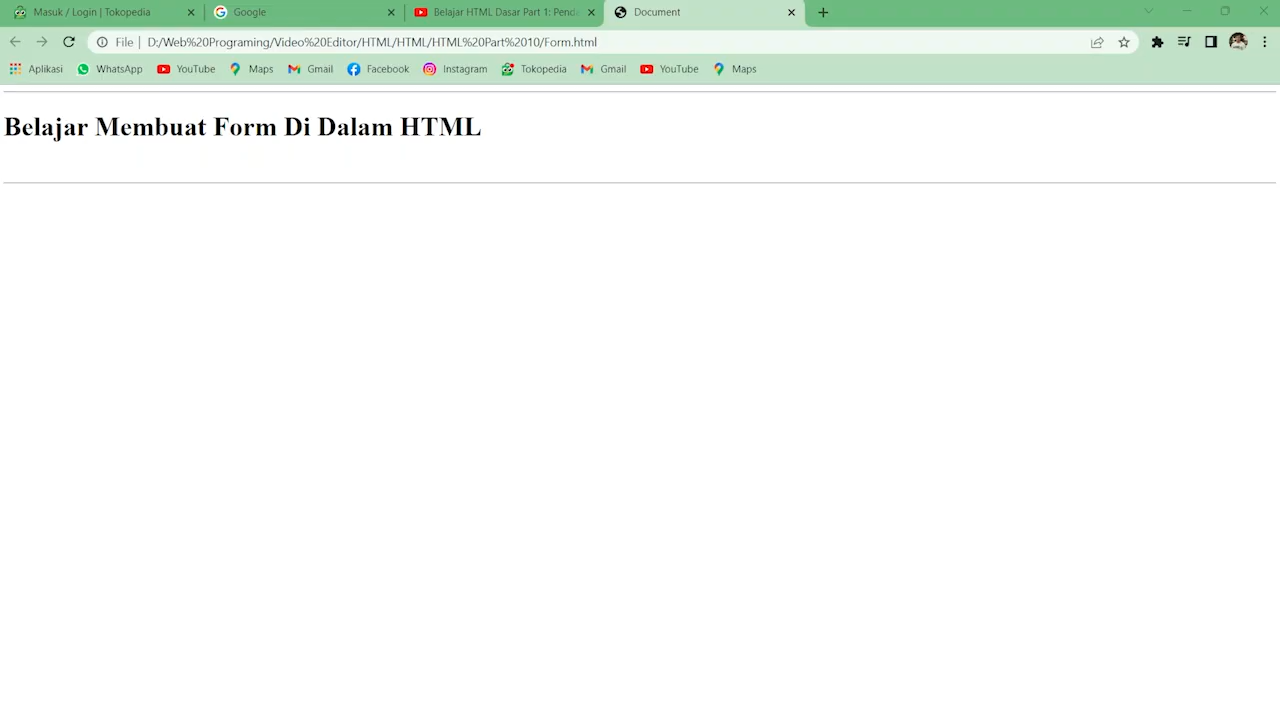 Masuk / Login | Tokopedia
Google
Belajar HTML Dasar Part 1: Pend
Document
File | D:/Web%20Programing/Video%20Editor/HTML/HTML/HTML%20Part%2010/Form.html
Aplikasi WhatsApp YouTube Maps Gmail Facebook Instagram Tokopedia Gmail YouTube Maps
Belajar Membuat Form Di Dalam HTML